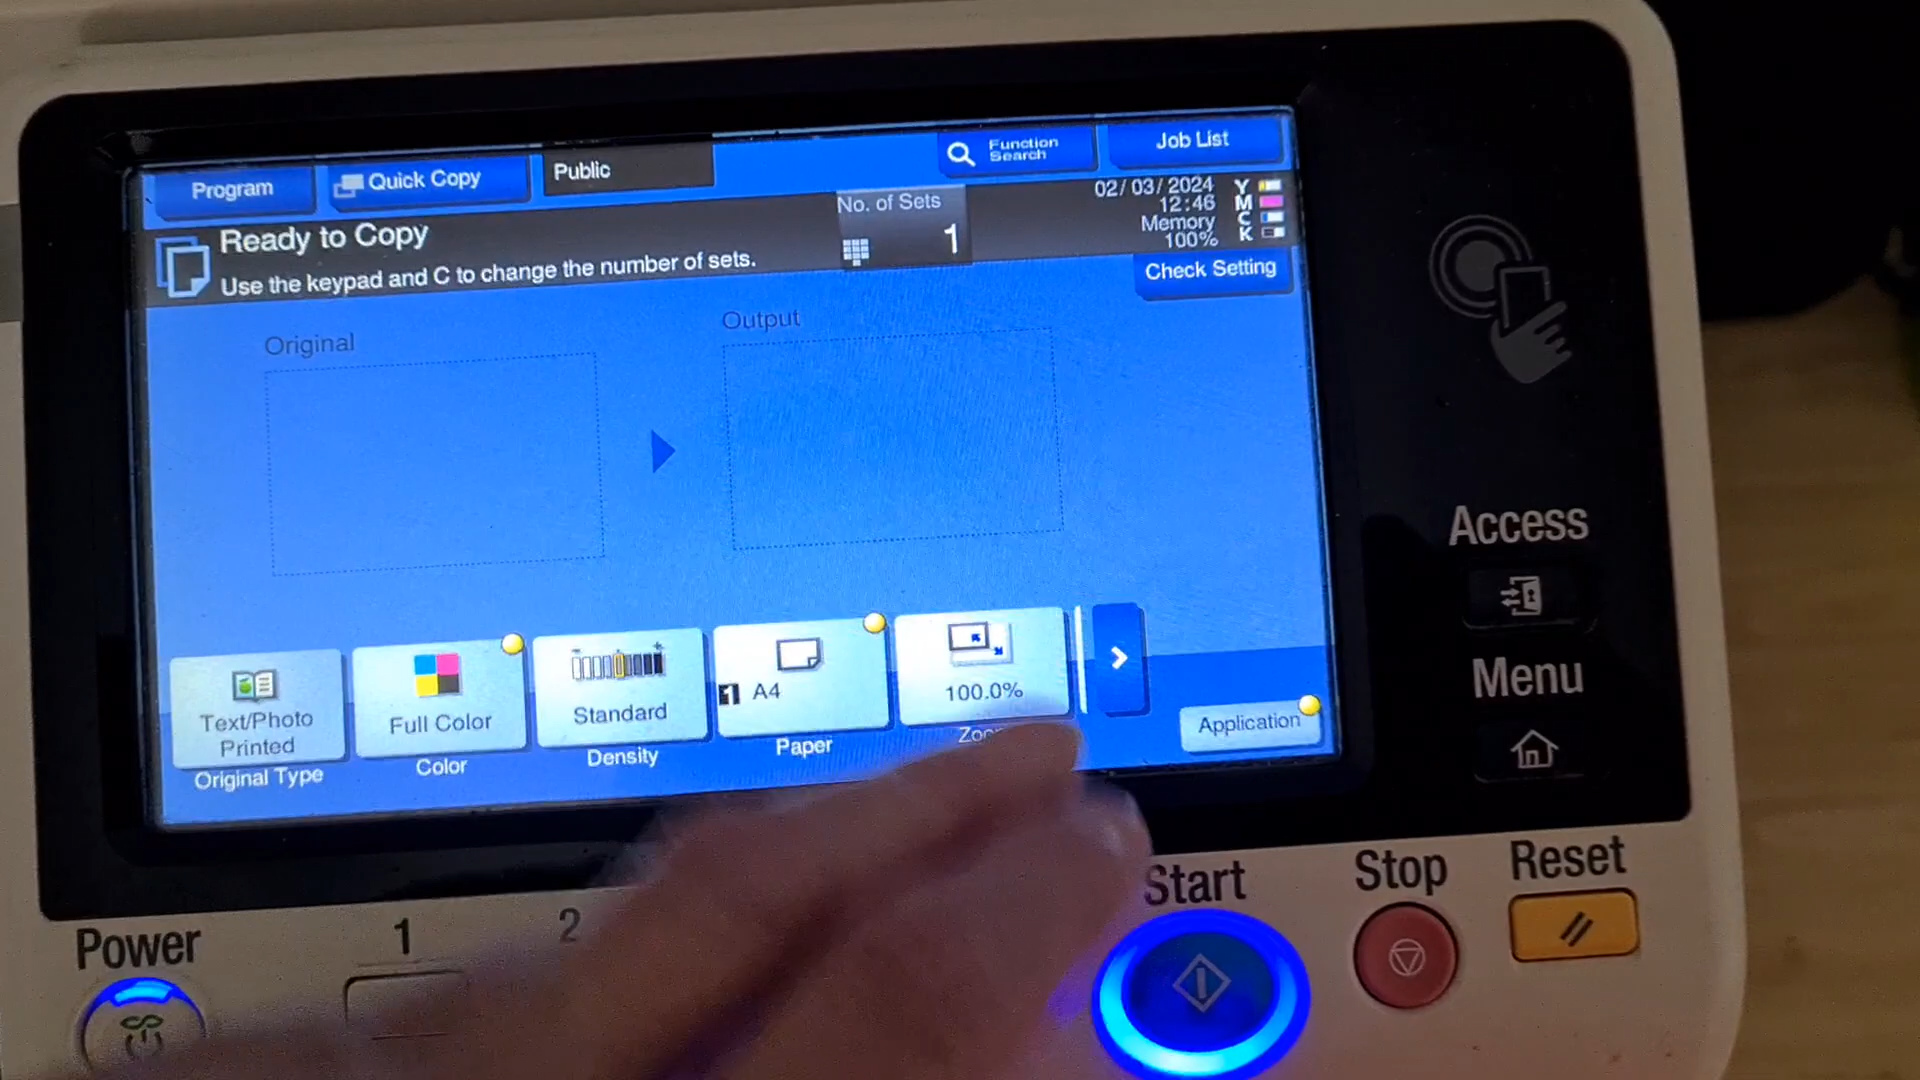 Program
Quick Copy
Public
Function
Search
Job List
Ready to Copy
Use the keypad and C to change the number of sets.
No. of Sets
1
02/03/2024
12:46
Memory
100%
Y
M
C
K
Check Setting
Original
Output
Text/Photo
Printed
Original Type
Full Color
Color
Standard
Density
1 A4
Paper
100.0%
Application
Access
Menu
Power
1
2
Start
Stop
Reset